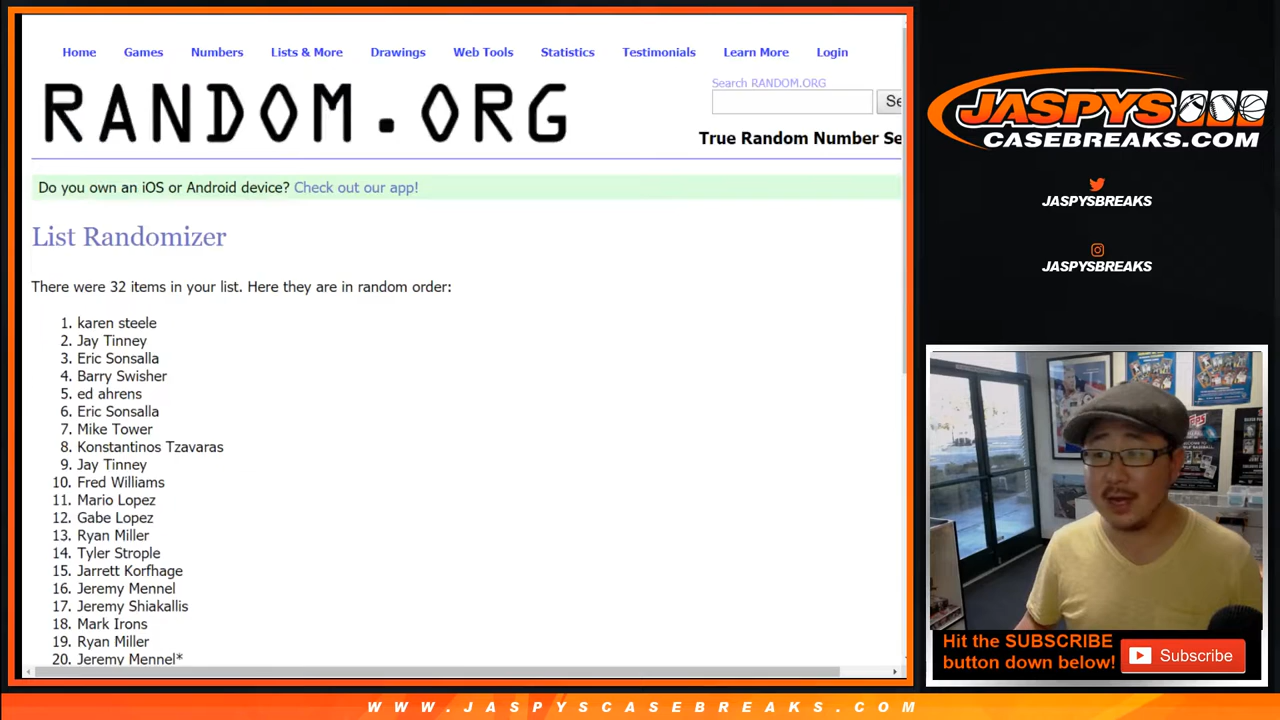 Home Games Numbers Lists & More Drawings Web Tools Statistics Testimonials Learn More Login
Search RANDOM.ORG
RANDOM.ORG
Se
True Random Number Se
Do you own an iOS or Android device? Check out our app!
List Randomizer
There were 32 items in your list. Here they are in random order:
1. karen steele
2. Jay Tinney
3. Eric Sonsalla
4. Barry Swisher
5. ed ahrens
6. Eric Sonsalla
7. Mike Tower
8. Konstantinos Tzavaras
9. Jay Tinney
10. Fred Williams
11. Mario Lopez
12. Gabe Lopez
13. Ryan Miller
14. Tyler Strople
15. Jarrett Korfhage
16. Jeremy Mennel
17. Jeremy Shiakallis
18. Mark Irons
19. Ryan Miller
20. Jeremy Mennel*
JASPYS
CASEBREAKS.COM
JASPYSBREAKS
JASPYSBREAKS
Hit the SUBSCRIBE
button down below!
Subscribe
WWW.JASPYSCASEBREAKS.COM